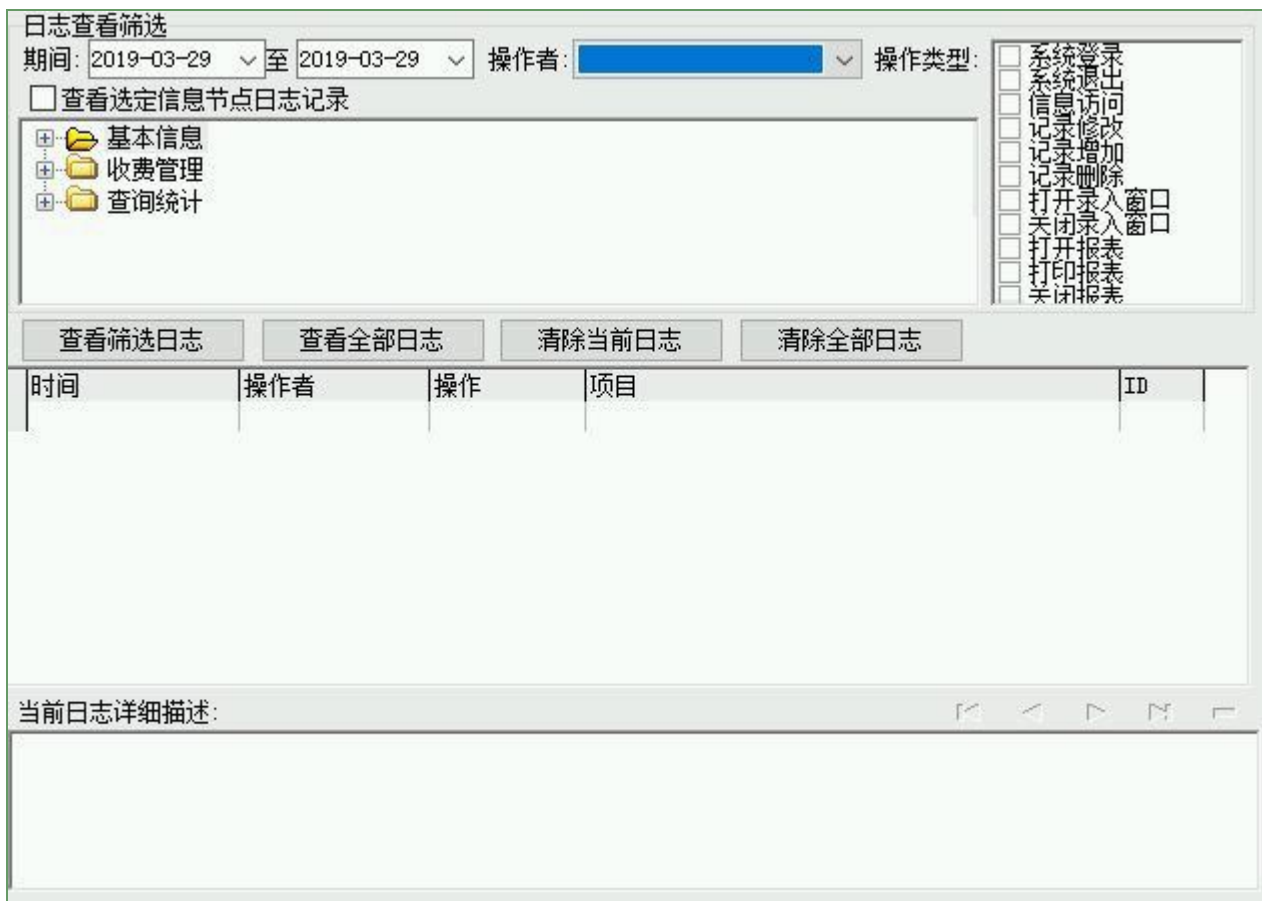 日志查看筛选
期间: 2019-03-29 至 2019-03-29 操作者: 操作类型:
系统登录
系统退出
信息访问
记录修改
记录增加
记录删除
打开录入窗口
关闭录入窗口
打开报表
打印报表
关闭报表
查看选定信息节点日志记录
基本信息
收费管理
查询统计
查看筛选日志 查看全部日志 清除当前日志 清除全部日志
时间 操作者 操作 项目 ID
当前日志详细描述: